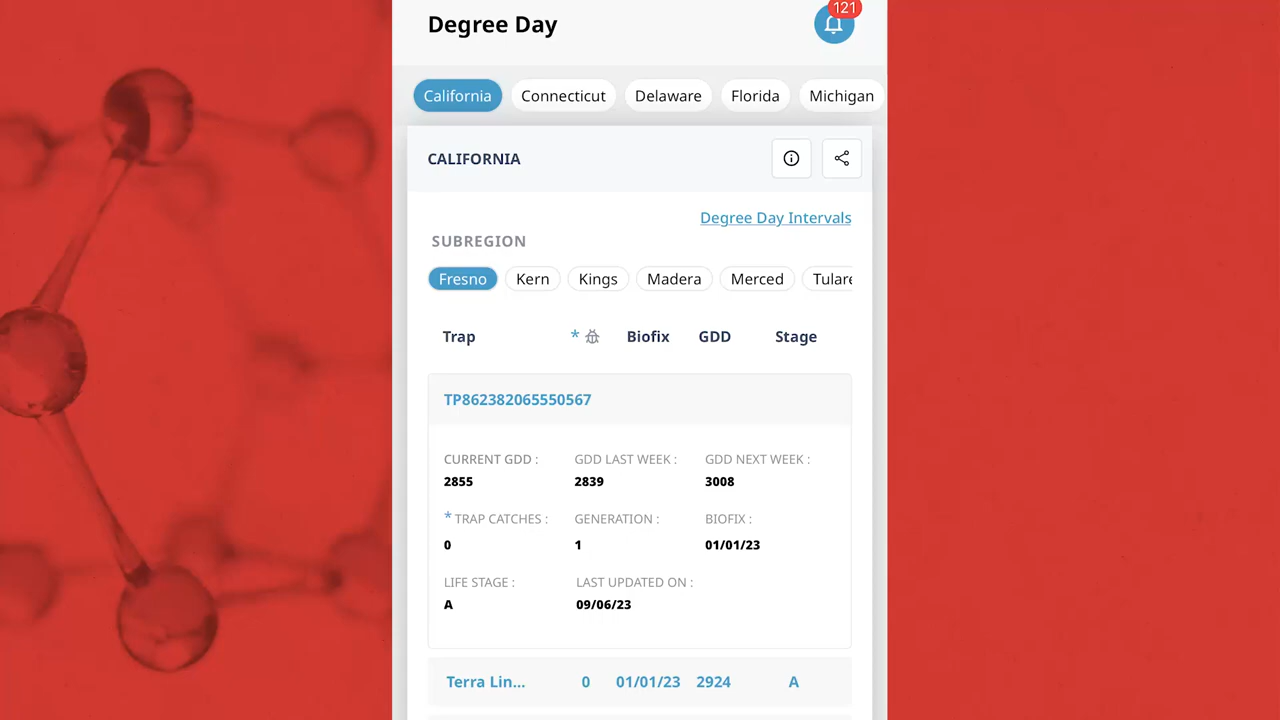 Degree Day
121
California Connecticut Delaware Florida Michigan
CALIFORNIA
Degree Day Intervals
SUBREGION
Fresno Kern Kings Madera Merced Tulare
Trap * Biofix GDD Stage
TP862382065550567
CURRENT GDD : GDD LAST WEEK : GDD NEXT WEEK :
2855 2839 3008
* TRAP CATCHES : GENERATION : BIOFIX :
0 1 01/01/23
LIFE STAGE : LAST UPDATED ON :
A 09/06/23
Terra Lin... 0 01/01/23 2924 A